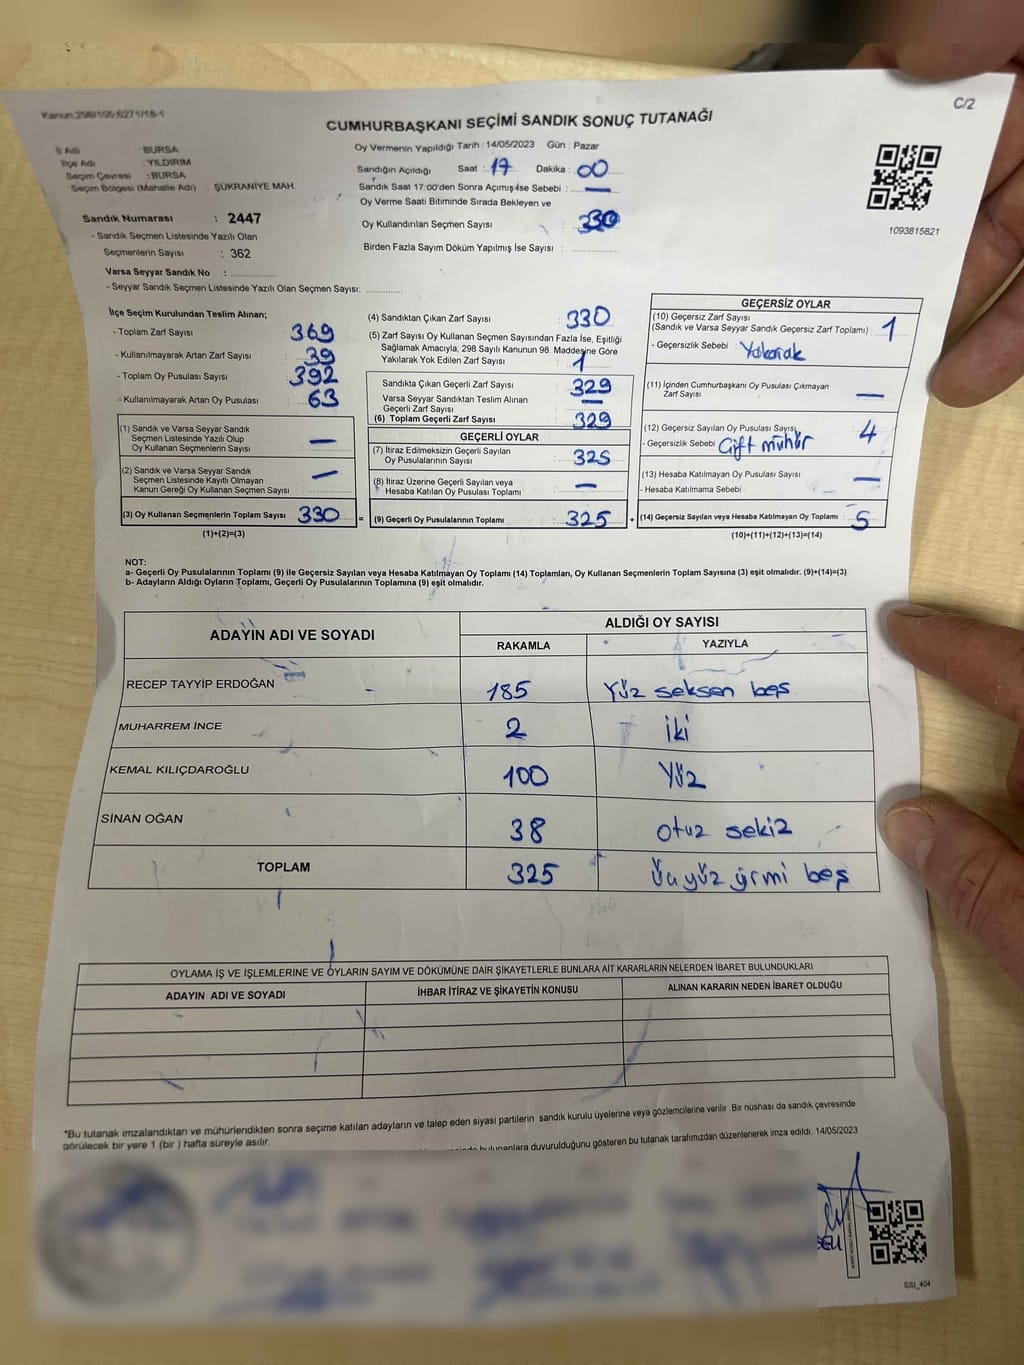 Kanun:298/105;6271/18-1
C/2
CUMHURBAŞKANI SEÇİMİ SANDIK SONUÇ TUTANAĞI
İl Adı : BURSA
İlçe Adı : YILDIRIM
Seçim Çevresi : BURSA
Seçim Bölgesi (Mahalle Adı) : ŞÜKRANİYE MAH.
Sandık Numarası : 2447
- Sandık Seçmen Listesinde Yazılı Olan
Seçmenlerin Sayısı : 362
Varsa Seyyar Sandık No :
- Seyyar Sandık Seçmen Listesinde Yazılı Olan Seçmen Sayısı:
Oy Vermenin Yapıldığı Tarih : 14/05/2023 Gün : Pazar
Sandığın Açıldığı Saat : 17 Dakika : 00
Sandık Saat 17:00'den Sonra Açımış İse Sebebi : —
Oy Verme Saati Bitiminde Sırada Bekleyen ve
Oy Kullandırılan Seçmen Sayısı : 330
Birden Fazla Sayım Döküm Yapılmış İse Sayısı :
1093815821
İlçe Seçim Kurulundan Teslim Alınan;
- Toplam Zarf Sayısı : 369
- Kullanılmayarak Artan Zarf Sayısı : 39
- Toplam Oy Pusulası Sayısı : 392
- Kullanılmayarak Artan Oy Pusulası : 63
(1) Sandık ve Varsa Seyyar Sandık
Seçmen Listesinde Yazılı Olup
Oy Kullanan Seçmenlerin Sayısı : —
(2) Sandık ve Varsa Seyyar Sandık
Seçmen Listesinde Kayıtlı Olmayan
Kanun Gereği Oy Kullanan Seçmen Sayısı : —
(3) Oy Kullanan Seçmenlerin Toplam Sayısı 330
(1)+(2)=(3)
=
(4) Sandıktan Çıkan Zarf Sayısı : 330
(5) Zarf Sayısı Oy Kullanan Seçmen Sayısından Fazla İse, Eşitliği
Sağlamak Amacıyla; 298 Sayılı Kanunun 98. Maddesine Göre
Yakılarak Yok Edilen Zarf Sayısı : 1
Sandıkta Çıkan Geçerli Zarf Sayısı : 329
Varsa Seyyar Sandıktan Teslim Alınan
Geçerli Zarf Sayısı : —
(6) Toplam Geçerli Zarf Sayısı : 329
GEÇERLİ OYLAR
(7) İtiraz Edilmeksizin Geçerli Sayılan
Oy Pusulalarının Sayısı : 325
(8) İtiraz Üzerine Geçerli Sayılan veya
Hesaba Katılan Oy Pusulası Toplamı : —
(9) Geçerli Oy Pusulalarının Toplamı : 325
+
GEÇERSİZ OYLAR
(10) Geçersiz Zarf Sayısı
(Sandık ve Varsa Seyyar Sandık Geçersiz Zarf Toplamı) : 1
- Geçersizlik Sebebi : Yakarak
(11) İçinden Cumhurbaşkanı Oy Pusulası Çıkmayan
Zarf Sayısı : —
(12) Geçersiz Sayılan Oy Pusulası Sayısı : 4
- Geçersizlik Sebebi : Çift mühür
(13) Hesaba Katılmayan Oy Pusulası Sayısı : —
- Hesaba Katılmama Sebebi :
(14) Geçersiz Sayılan veya Hesaba Katılmayan Oy Toplamı : 5
(10)+(11)+(12)+(13)=(14)
NOT:
a- Geçerli Oy Pusulasının Toplamı (9) ile Geçersiz Sayılan veya Hesaba Katılmayan Oy Toplamı (14) Toplamları, Oy Kullanan Seçmenlerin Toplam Sayısına (3) eşit olmalıdır. (9)+(14)=(3)
b- Adayların Aldığı Oyların Toplamı, Geçerli Oy Pusulalarının Toplamına (9) eşit olmalıdır.
ADAYIN ADI VE SOYADI
ALDIĞI OY SAYISI
RAKAMLA YAZIYLA
RECEP TAYYİP ERDOĞAN 185 Yüz seksen beş
MUHARREM İNCE 2 iki
KEMAL KILIÇDAROĞLU 100 Yüz
SİNAN OĞAN 38 otuz sekiz
TOPLAM 325 üçyüz yirmi beş
OYLAMA İŞ VE İŞLEMLERİNE VE OYLARIN SAYIM VE DÖKÜMÜNE DAİR ŞİKAYETLERLE BUNLARA AİT KARARLARIN NELERDEN İBARET BULUNDUKLARI
ADAYIN ADI VE SOYADI İHBAR İTİRAZ VE ŞİKAYETİN KONUSU ALINAN KARARIN NEDEN İBARET OLDUĞU
*Bu tutanak imzalandıktan ve mühürlendikten sonra seçime katılan adayların ve talep eden siyasi partilerin sandık kurulu üyelerine veya gözlemcilerine verilir. Bir nüshası da sandık çevresinde
görülecek bir yere 1 (bir ) hafta süreyle asılır.
bulunanlara duyurulduğunu gösteren bu tutanak tarafımızdan düzenlenerek imza edildi. 14/05/2023
SSI_404